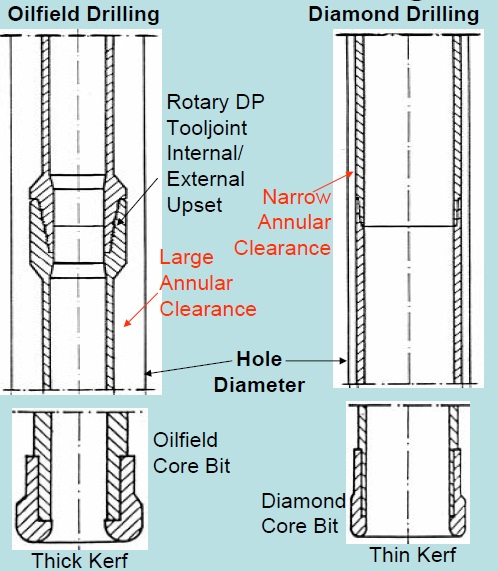 Oilfield Drilling
Diamond Drilling
Rotary DP
Tooljoint
Internal/
External
Upset
Narrow
Annular
Clearance
Large
Annular
Clearance
Hole
Diameter
Oilfield
Core Bit
Diamond
Core Bit
Thick Kerf
Thin Kerf